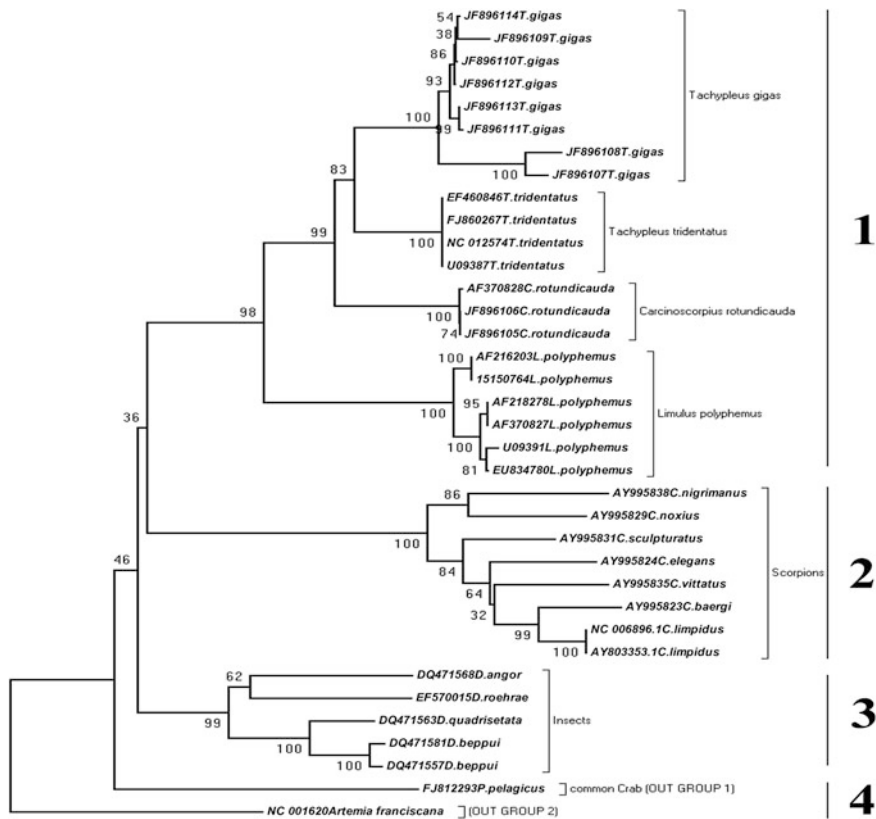 54 JF896114T.gigas
38 JF896109T.gigas
86 JF896110T.gigas
93 JF896112T.gigas
Tachypleus gigas
JF896113T.gigas
100 99 JF896111T.gigas
JF896108T.gigas
100 JF896107T.gigas
83
EF460846T.tridentatus
FJ860267T.tridentatus
Tachypleus tridentatus
1
99 100 NC 012574T.tridentatus
U09387T.tridentatus
AF370828C.rotundicauda
98 100 JF896106C.rotundicauda
Carcinoscorpius rotundicauda
74 JF896105C.rotundicauda
100 AF216203L.polyphemus
15150764L.polyphemus
95 AF218278L.polyphemus
Limulus polyphemus
36 100 AF370827L.polyphemus
100 U09391L.polyphemus
81 EU834780L.polyphemus
86 AY995838C.nigrimanus
AY995829C.noxius
100 AY995831C.sculpturatus
46 84 AY995824C.elegans
Scorpions
2
64 AY995835C.vittatus
32 AY995823C.baergi
99 NC 006896.1C.limpidus
100 AY803353.1C.limpidus
62 DQ471568D.angor
EF570015D.roehrae
99 DQ471563D.quadrisetata
Insects
3
100 DQ471581D.beppui
100 DQ471557D.beppui
FJ812293P.pelagicus
common Crab (OUT GROUP 1)
4
NC 001620Artemia franciscana
(OUT GROUP 2)